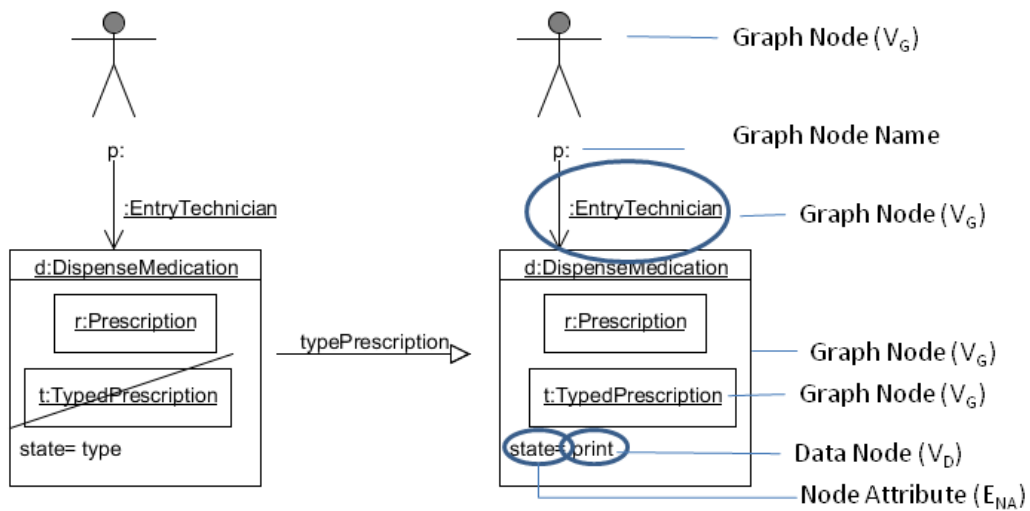 Graph Node (VG)
p:
p:
Graph Node Name
:EntryTechnician
:EntryTechnician
Graph Node (VG)
d:DispenseMedication
d:DispenseMedication
r:Prescription
typePrescription
r:Prescription
Graph Node (VG)
t:TypedPrescription
t:TypedPrescription
Graph Node (VG)
state= type
state= print
Data Node (VD)
Node Attribute (ENA)